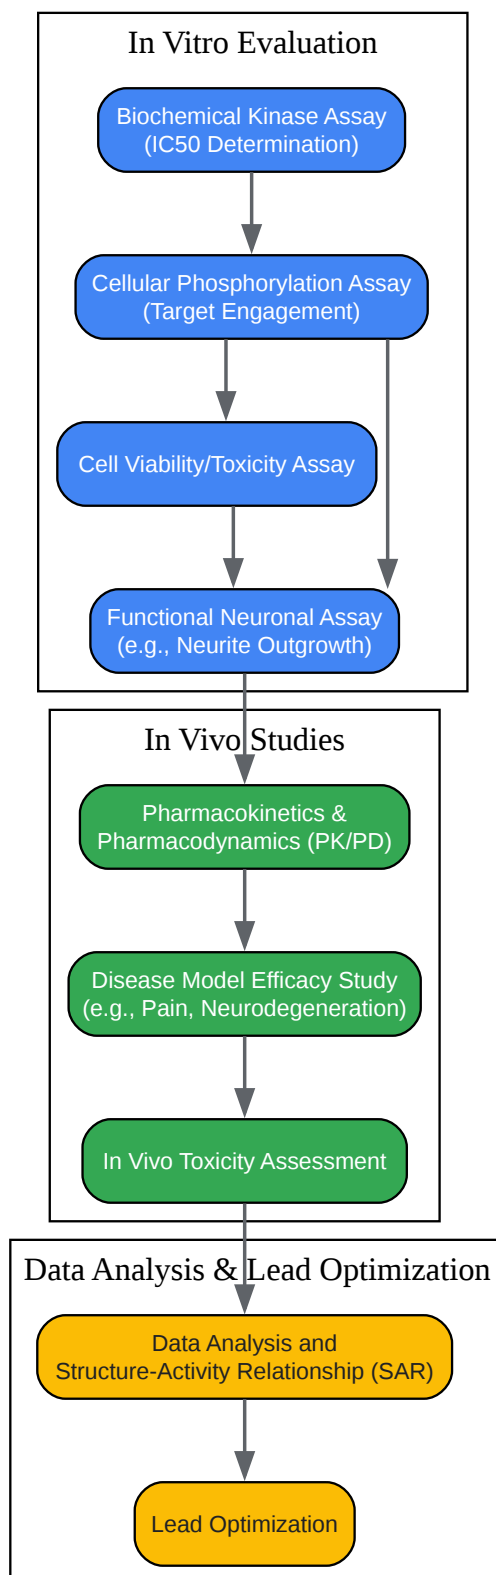 In Vitro Evaluation
Biochemical Kinase Assay
(IC50 Determination)
Cellular Phosphorylation Assay
(Target Engagement)
Cell Viability/Toxicity Assay
Functional Neuronal Assay
(e.g., Neurite Outgrowth)
In Vivo Studies
Pharmacokinetics &
Pharmacodynamics (PK/PD)
Disease Model Efficacy Study
(e.g., Pain, Neurodegeneration)
In Vivo Toxicity Assessment
Data Analysis & Lead Optimization
Data Analysis and
Structure-Activity Relationship (SAR)
Lead Optimization